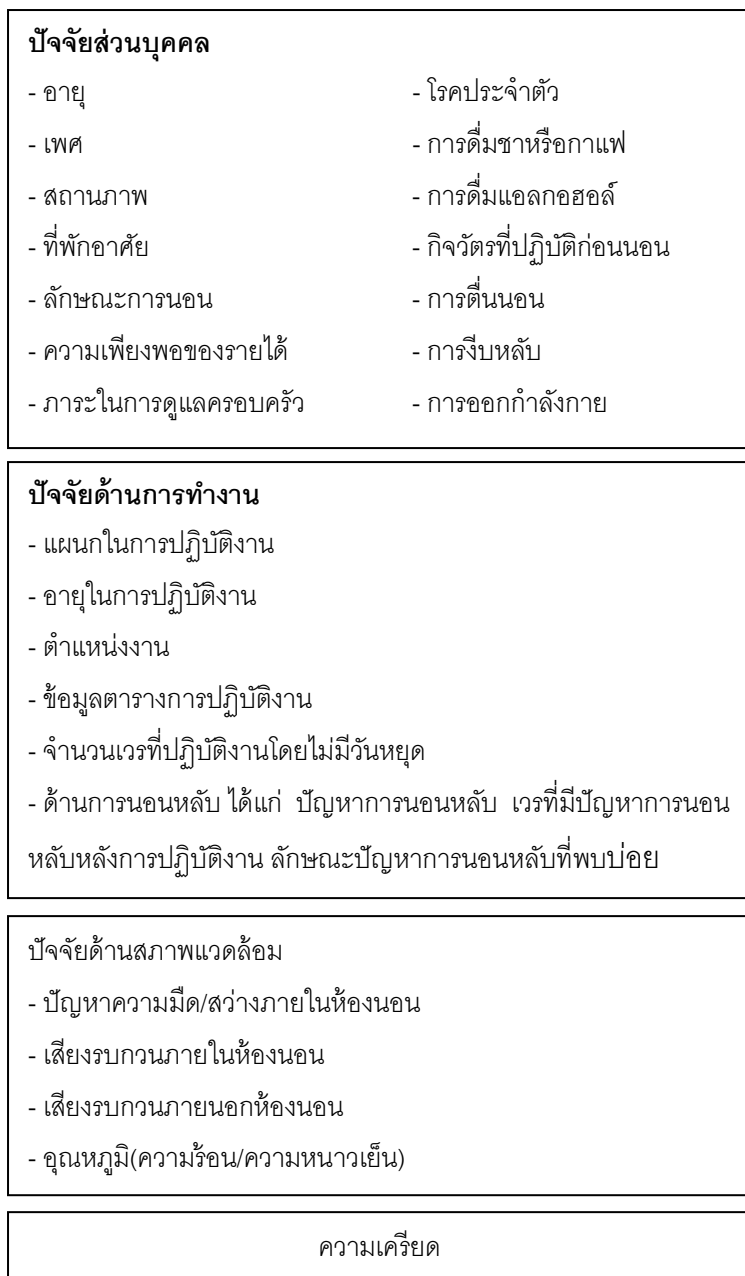 ปัจจัยส่วนบุคคล
- อายุ - โรคประจำตัว
- เพศ - การดื่มชาหรือกาแฟ
- สถานภาพ - การดื่มแอลกอฮอล์
- ที่พักอาศัย - กิจวัตรที่ปฏิบัติก่อนนอน
- ลักษณะการนอน - การตื่นนอน
- ความเพียงพอของรายได้ - การงีบหลับ
- ภาระในการดูแลครอบครัว - การออกกำลังกาย
ปัจจัยด้านการทำงาน
- แผนกในการปฏิบัติงาน
- อายุในการปฏิบัติงาน
- ตำแหน่งงาน
- ข้อมูลตารางการปฏิบัติงาน
- จำนวนเวรที่ปฏิบัติงานโดยไม่มีวันหยุด
- ด้านการนอนหลับ ได้แก่ ปัญหาการนอนหลับ เวรที่มีปัญหาการนอน
หลับหลังการปฏิบัติงาน ลักษณะปัญหาการนอนหลับที่พบบ่อย
ปัจจัยด้านสภาพแวดล้อม
- ปัญหาความมืด/สว่างภายในห้องนอน
- เสียงรบกวนภายในห้องนอน
- เสียงรบกวนภายนอกห้องนอน
- อุณหภูมิ(ความร้อน/ความหนาวเย็น)
ความเครียด